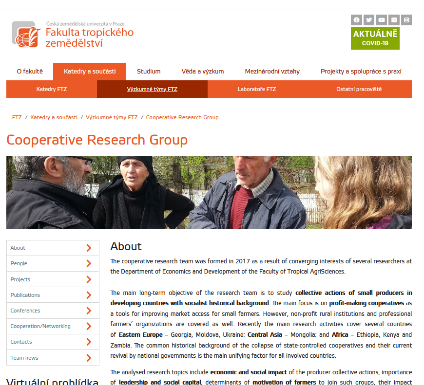 Česká zemědělská univerzita v Praze
Fakulta tropického
zemědělství
AKTUÁLNĚ
COVID-19
O fakultě Katedry a součásti Studium Věda a výzkum Mezinárodní vztahy Projekty a spolupráce s praxí
Katedry FTZ Výzkumné týmy FTZ Laboratoře FTZ Ostatní pracoviště
FTZ / Katedry a součásti / Výzkumné týmy FTZ / Cooperative Research Group
Cooperative Research Group
About
People
Projects
Publications
Conferences
Cooperation/Networking
Contacts
Team news
Virtuální prohlídka
About
The cooperative research team was formed in 2017 as a result of converging interests of several researchers at
the Department of Economics and Development of the Faculty of Tropical AgriSciences.
The main long-term objective of the research team is to study collective actions of small producers in
developing countries with socialist historical background. The main focus is on profit-making cooperatives as
a tools for improving market access for small farmers. However, non-profit rural institutions and professional
farmers' organizations are covered as well. Recently the main research activities cover several countries
of Eastern Europe – Georgia, Moldova, Ukraine; Central Asia – Mongolia; and Africa – Ethiopia, Kenya and
Zambia. The common historical background of the collapse of state-controlled cooperatives and their current
revival by national governments is the main unifying factor for all involved countries.
The analysed research topics include economic and social impact of the producer collective actions, importance
of leadership and social capital, determinants of motivation of farmers to join such groups, their impact